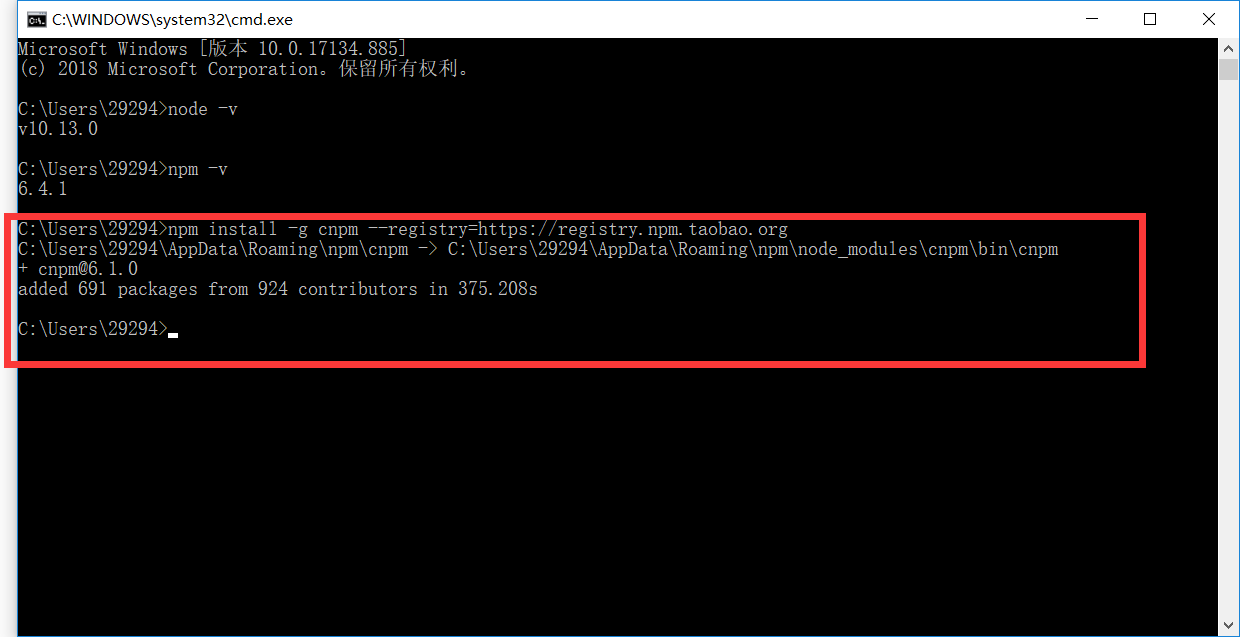 C:\WINDOWS\system32\cmd.exe
Microsoft Windows [版本 10.0.17134.885]
(c) 2018 Microsoft Corporation。保留所有权利。
C:\Users\29294>node -v
v10.13.0
C:\Users\29294>npm -v
6.4.1
C:\Users\29294>npm install -g cnpm --registry=https://registry.npm.taobao.org
C:\Users\29294\AppData\Roaming\npm\cnpm -> C:\Users\29294\AppData\Roaming\npm\node_modules\cnpm\bin\cnpm
+ cnpm@6.1.0
added 691 packages from 924 contributors in 375.208s
C:\Users\29294>